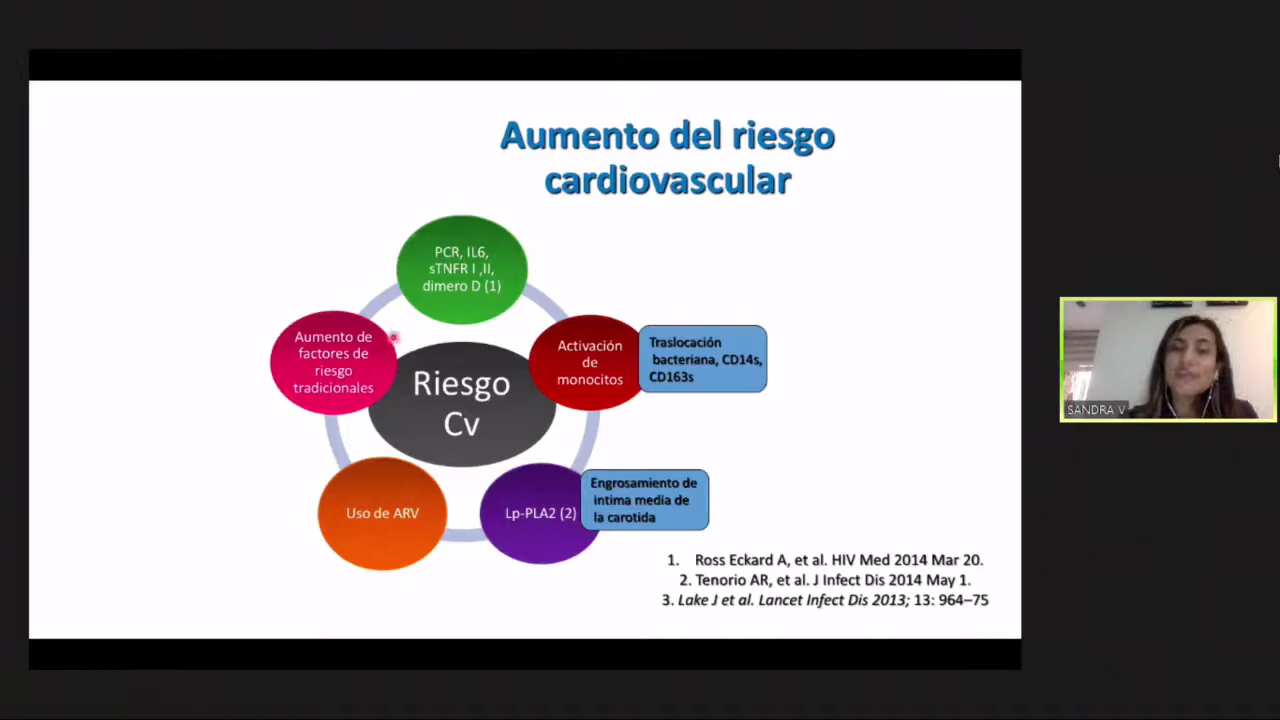 Aumento del riesgo
cardiovascular
PCR, IL6,
sTNFR I ,II,
dimero D (1)
Aumento de
factores de
riesgo
tradicionales
Activación
de
monocitos
Traslocación
bacteriana, CD14s,
CD163s
Riesgo
Cv
Uso de ARV
Lp-PLA2 (2)
Engrosamiento de
intima media de
la carotida
1. Ross Eckard A, et al. HIV Med 2014 Mar 20.
2. Tenorio AR, et al. J Infect Dis 2014 May 1.
3. Lake J et al. Lancet Infect Dis 2013; 13: 964–75
SANDRA V